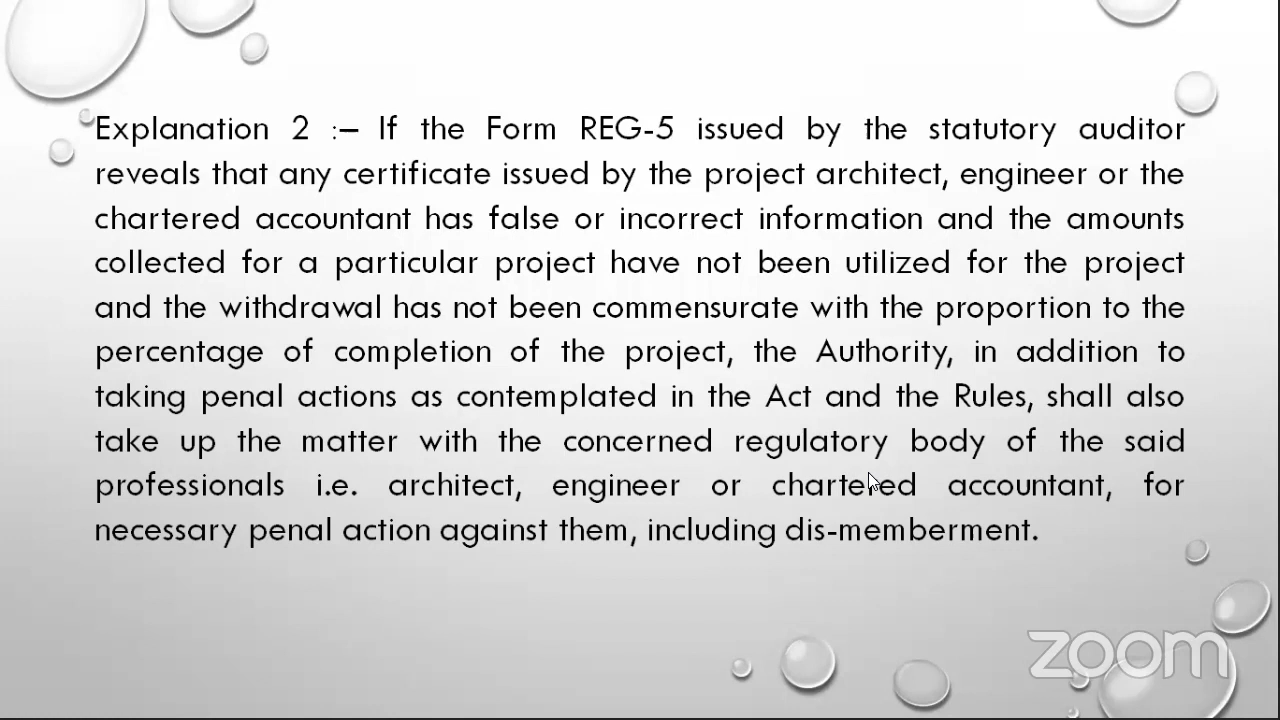 Explanation 2 :– If the Form REG-5 issued by the statutory auditor
reveals that any certificate issued by the project architect, engineer or the
chartered accountant has false or incorrect information and the amounts
collected for a particular project have not been utilized for the project
and the withdrawal has not been commensurate with the proportion to the
percentage of completion of the project, the Authority, in addition to
taking penal actions as contemplated in the Act and the Rules, shall also
take up the matter with the concerned regulatory body of the said
professionals i.e. architect, engineer or chartered accountant, for
necessary penal action against them, including dis-memberment.
zoom